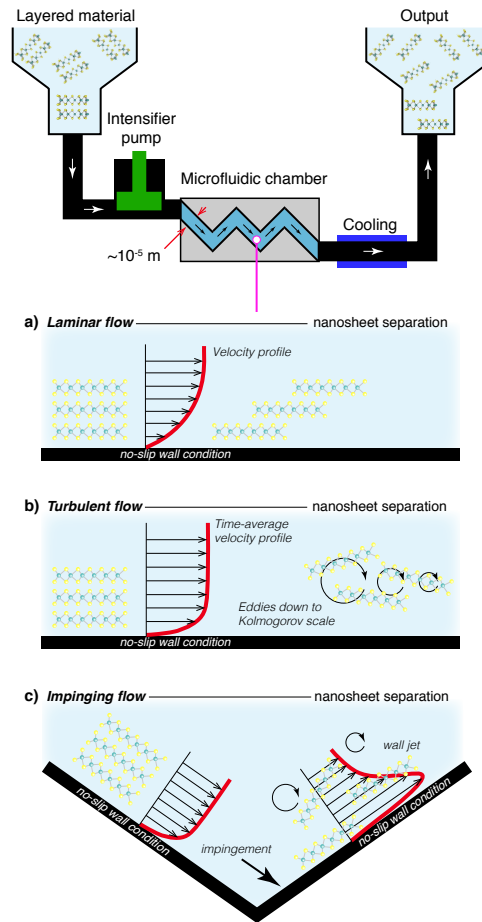 Layered material
Output
Intensifier
pump
Microfluidic chamber
Cooling
~10⁻⁵ m
a) Laminar flow
nanosheet separation
Velocity profile
no-slip wall condition
b) Turbulent flow
nanosheet separation
Time-average
velocity profile
Eddies down to
Kolmogorov scale
no-slip wall condition
c) Impinging flow
nanosheet separation
wall jet
no-slip wall condition
impingement
no-slip wall condition